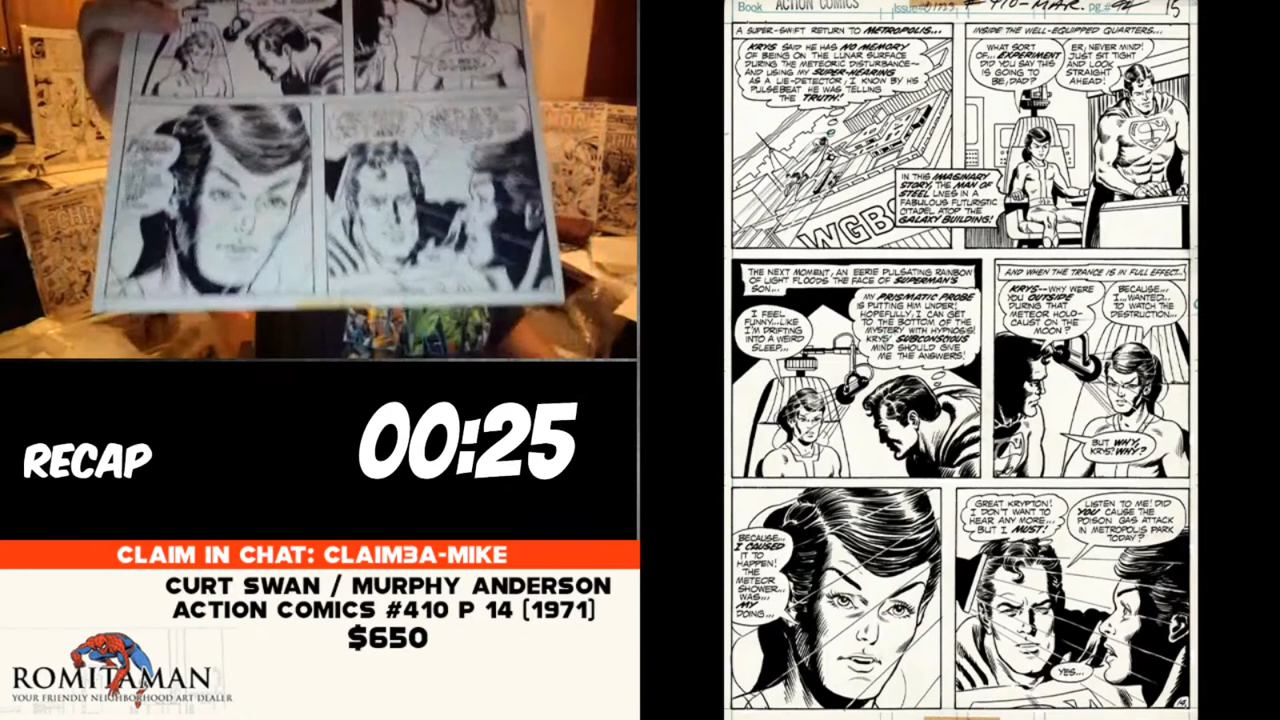 RECAP
00:25
CLAIM IN CHAT: CLAIM3A-MIKE
CURT SWAN / MURPHY ANDERSON
ACTION COMICS #410 P 14 (1971)
$650
ROMITAMAN
YOUR FRIENDLY NEIGHBORHOOD ART DEALER
Book ACTION COMICS Issue # 410-MAR. pg.# 15
A SUPER-SWIFT RETURN TO METROPOLIS...
KRYS SAID HE HAS NO MEMORY
OF BEING ON THE LUNAR SURFACE
DURING THE METEORIC DISTURBANCE--
AND USING MY SUPER-HEARING
AS A LIE-DETECTOR, I KNOW BY HIS
PULSEBEAT HE WAS TELLING
THE TRUTH!
IN THIS IMAGINARY
STORY, THE MAN OF
STEEL LIVES IN A
FABULOUS FUTURISTIC
CITADEL ATOP THE
GALAXY BUILDING!
WGBS
INSIDE THE WELL-EQUIPPED QUARTERS...
WHAT SORT
OF... EXPERIMENT
DID YOU SAY THIS
IS GOING TO
BE, DAD?
ER, NEVER MIND!
JUST SIT TIGHT
AND LOOK
STRAIGHT
AHEAD!
THE NEXT MOMENT, AN EERIE PULSATING RAINBOW
OF LIGHT FLOODS THE FACE OF SUPERMAN'S
SON...
I FEEL
FUNNY...LIKE
I'M DRIFTING
INTO A WEIRD
SLEEP...
MY PRISMATIC PROBE
IS PUTTING HIM UNDER!
HOPEFULLY, I CAN GET
TO THE BOTTOM OF THE
MYSTERY WITH HYPNOSIS!
KRYS' SUBCONSCIOUS
MIND SHOULD GIVE
ME THE ANSWERS!
AND WHEN THE TRANCE IS IN FULL EFFECT...
KRYS--WHY WERE
YOU OUTSIDE
DURING THAT
METEOR HOLO-
CAUST ON THE
MOON?
BECAUSE...
I...WANTED...
TO WATCH THE
DESTRUCTION...
BUT WHY,
KRYS? WHY?
BECAUSE...
I CAUSED
IT TO
HAPPEN!
THE
METEOR
SHOWER...
WAS...
MY
DOING...
GREAT KRYPTON!
I DON'T WANT TO
HEAR ANY MORE...
BUT I MUST!
LISTEN TO ME! DID
YOU CAUSE THE
POISON GAS ATTACK
IN METROPOLIS PARK
TODAY?
YES...
14